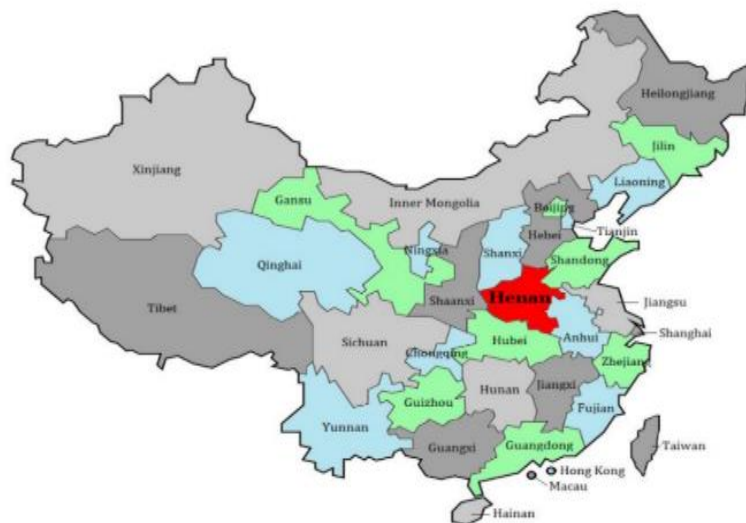 Heilongjiang
Jilin
Xinjiang
Liaoning
Gansu
Inner Mongolia
Beijing
Tianjin
Hebei
Ningxia
Shanxi
Shandong
Qinghai
Henan
Shaanxi
Jiangsu
Tibet
Shanghai
Sichuan
Hubei
Anhui
Chongqing
Zhejiang
Hunan
Jiangxi
Guizhou
Fujian
Yunnan
Guangxi
Guangdong
Taiwan
Hong Kong
Macau
Hainan